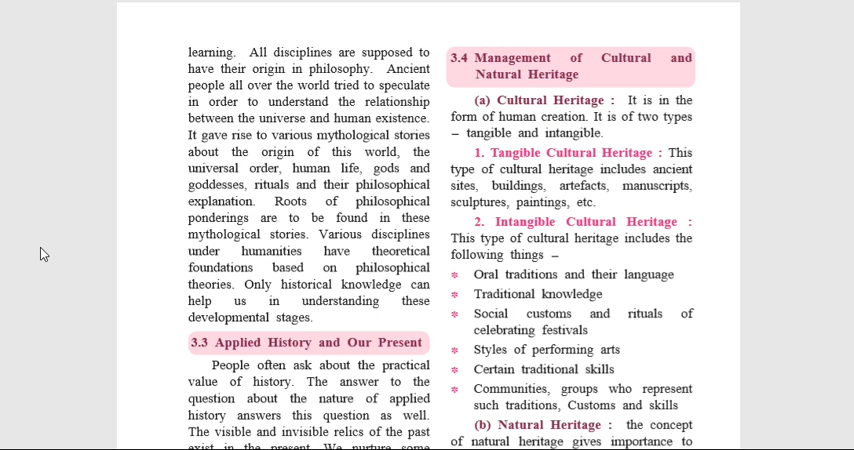 learning. All disciplines are supposed to
have their origin in philosophy. Ancient
people all over the world tried to speculate
in order to understand the relationship
between the universe and human existence.
It gave rise to various mythological stories
about the origin of this world, the
universal order, human life, gods and
goddesses, rituals and their philosophical
explanation. Roots of philosophical
ponderings are to be found in these
mythological stories. Various disciplines
under humanities have theoretical
foundations based on philosophical
theories. Only historical knowledge can
help us in understanding these
developmental stages.
3.3 Applied History and Our Present
People often ask about the practical
value of history. The answer to the
question about the nature of applied
history answers this question as well.
The visible and invisible relics of the past
exist in the present. We nurture some
3.4 Management of Cultural and
Natural Heritage
(a) Cultural Heritage : It is in the
form of human creation. It is of two types
– tangible and intangible.
1. Tangible Cultural Heritage : This
type of cultural heritage includes ancient
sites, buildings, artefacts, manuscripts,
sculptures, paintings, etc.
2. Intangible Cultural Heritage :
This type of cultural heritage includes the
following things –
* Oral traditions and their language
* Traditional knowledge
* Social customs and rituals of
celebrating festivals
* Styles of performing arts
* Certain traditional skills
* Communities, groups who represent
such traditions, Customs and skills
(b) Natural Heritage : the concept
of natural heritage gives importance to